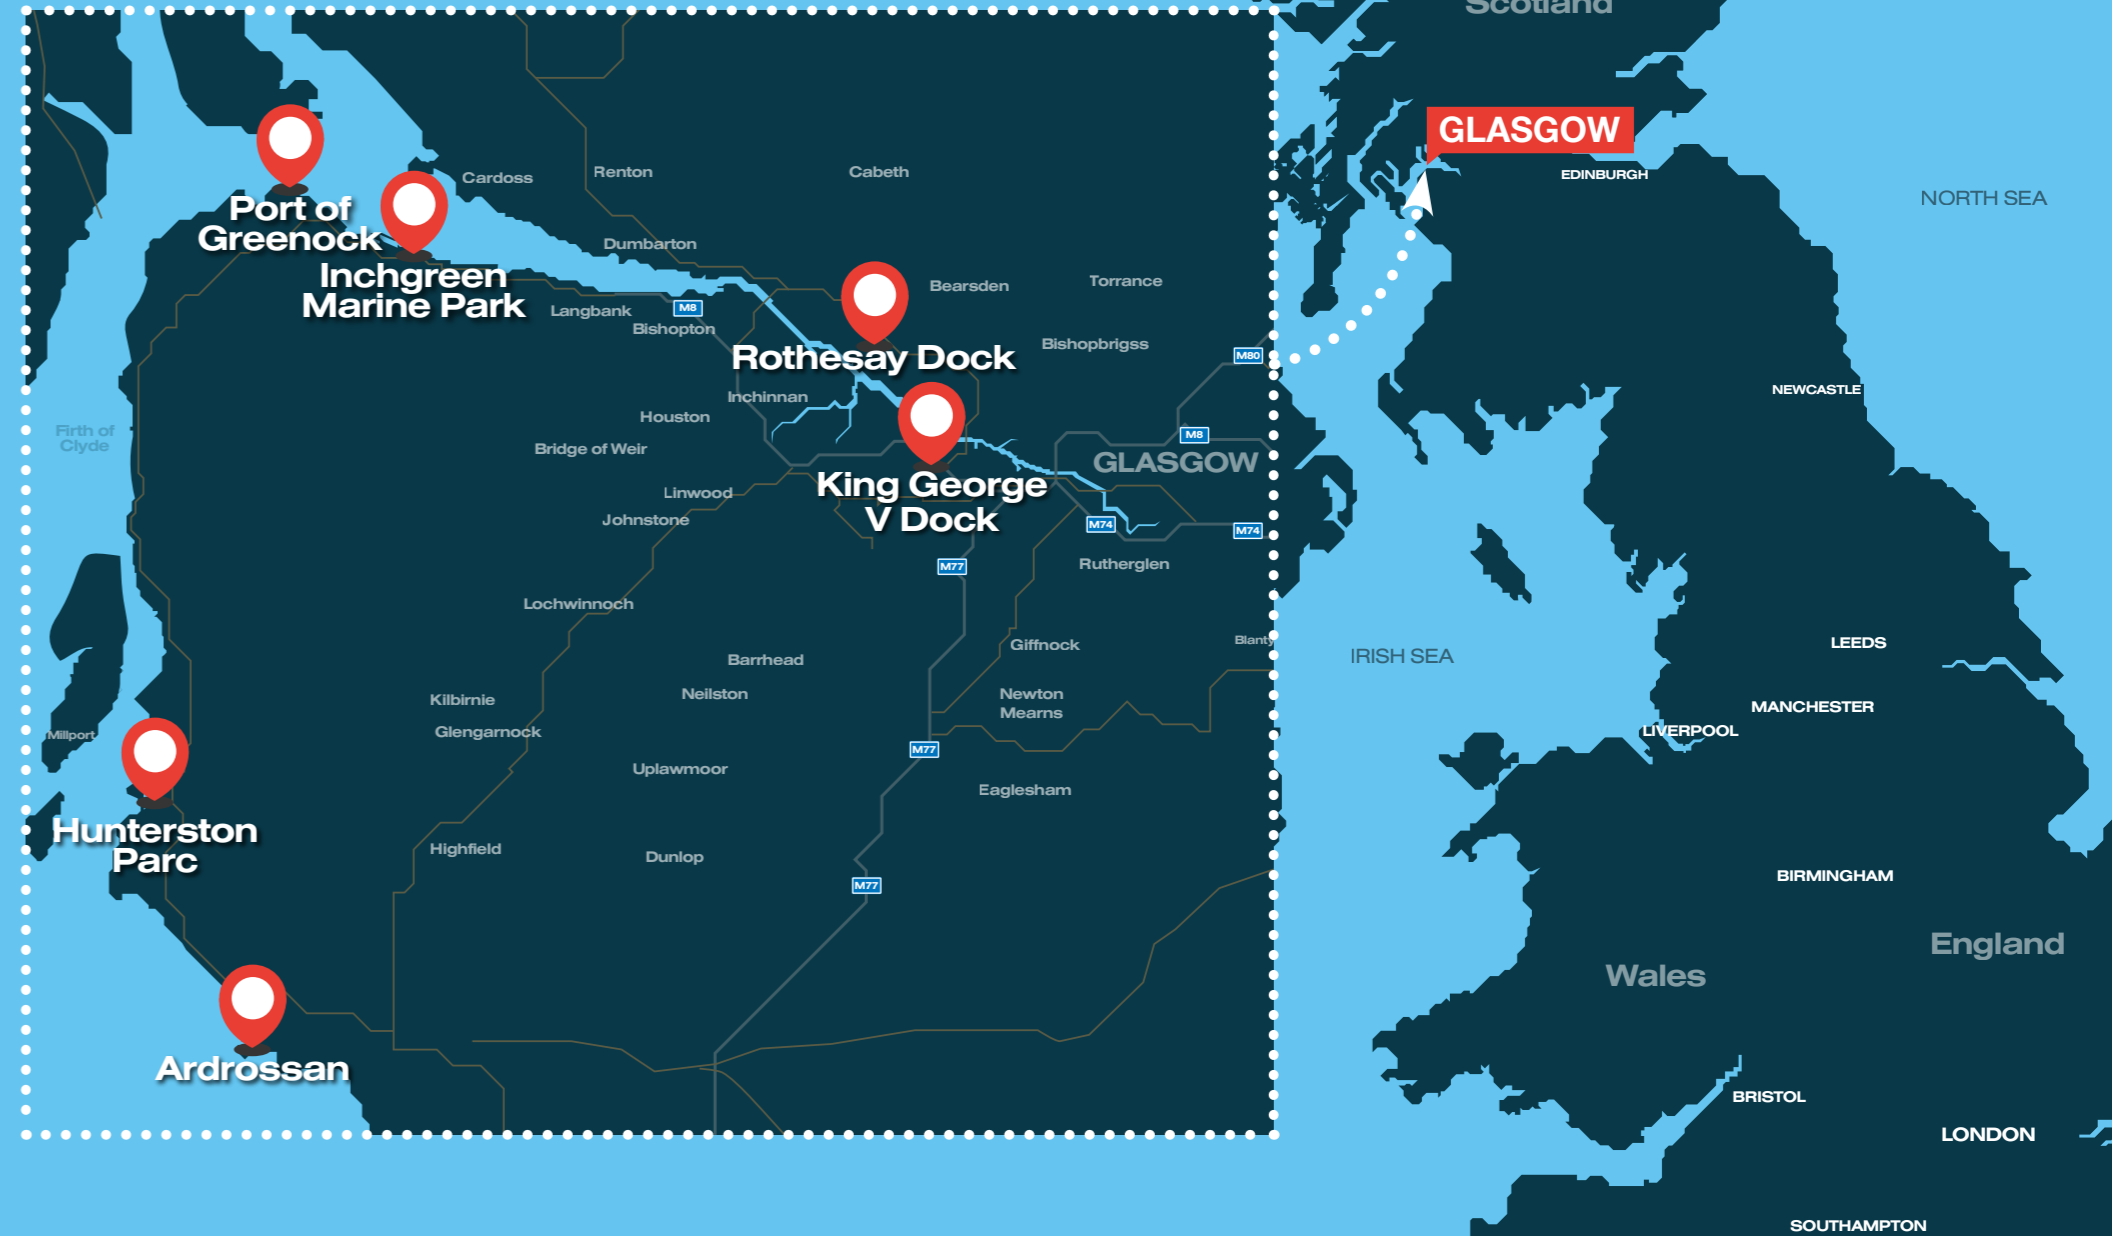 Scotland
GLASGOW
EDINBURGH
NORTH SEA
Cardoss
Renton
Cabeth
Port of
Greenock
Dumbarton
Inchgreen
Marine Park
Bearsden
Torrance
Langbank
M8
Bishopton
Bishopbrigss
M80
Rothesay Dock
Inchinnan
NEWCASTLE
Houston
Firth of
Clyde
M8
Bridge of Weir
GLASGOW
King George
V Dock
Linwood
Johnstone
M74
M74
M77
Rutherglen
Lochwinnoch
Giffnock
Blanty
LEEDS
IRISH SEA
Barrhead
Neilston
Newton
Mearns
Kilbirnie
Glengarnock
MANCHESTER
LIVERPOOL
Millport
M77
Uplawmoor
Eaglesham
Hunterston
Parc
Highfield
Dunlop
M77
BIRMINGHAM
England
Wales
Ardrossan
BRISTOL
LONDON
SOUTHAMPTON